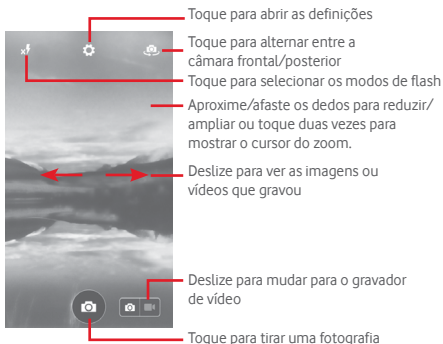 Toque para abrir as definições
Toque para alternar entre a
câmara frontal/posterior
Toque para selecionar os modos de flash
Aproxime/afaste os dedos para reduzir/
ampliar ou toque duas vezes para
mostrar o cursor do zoom.
Deslize para ver as imagens ou
vídeos que gravou
Deslize para mudar para o gravador
de vídeo
Toque para tirar uma fotografia